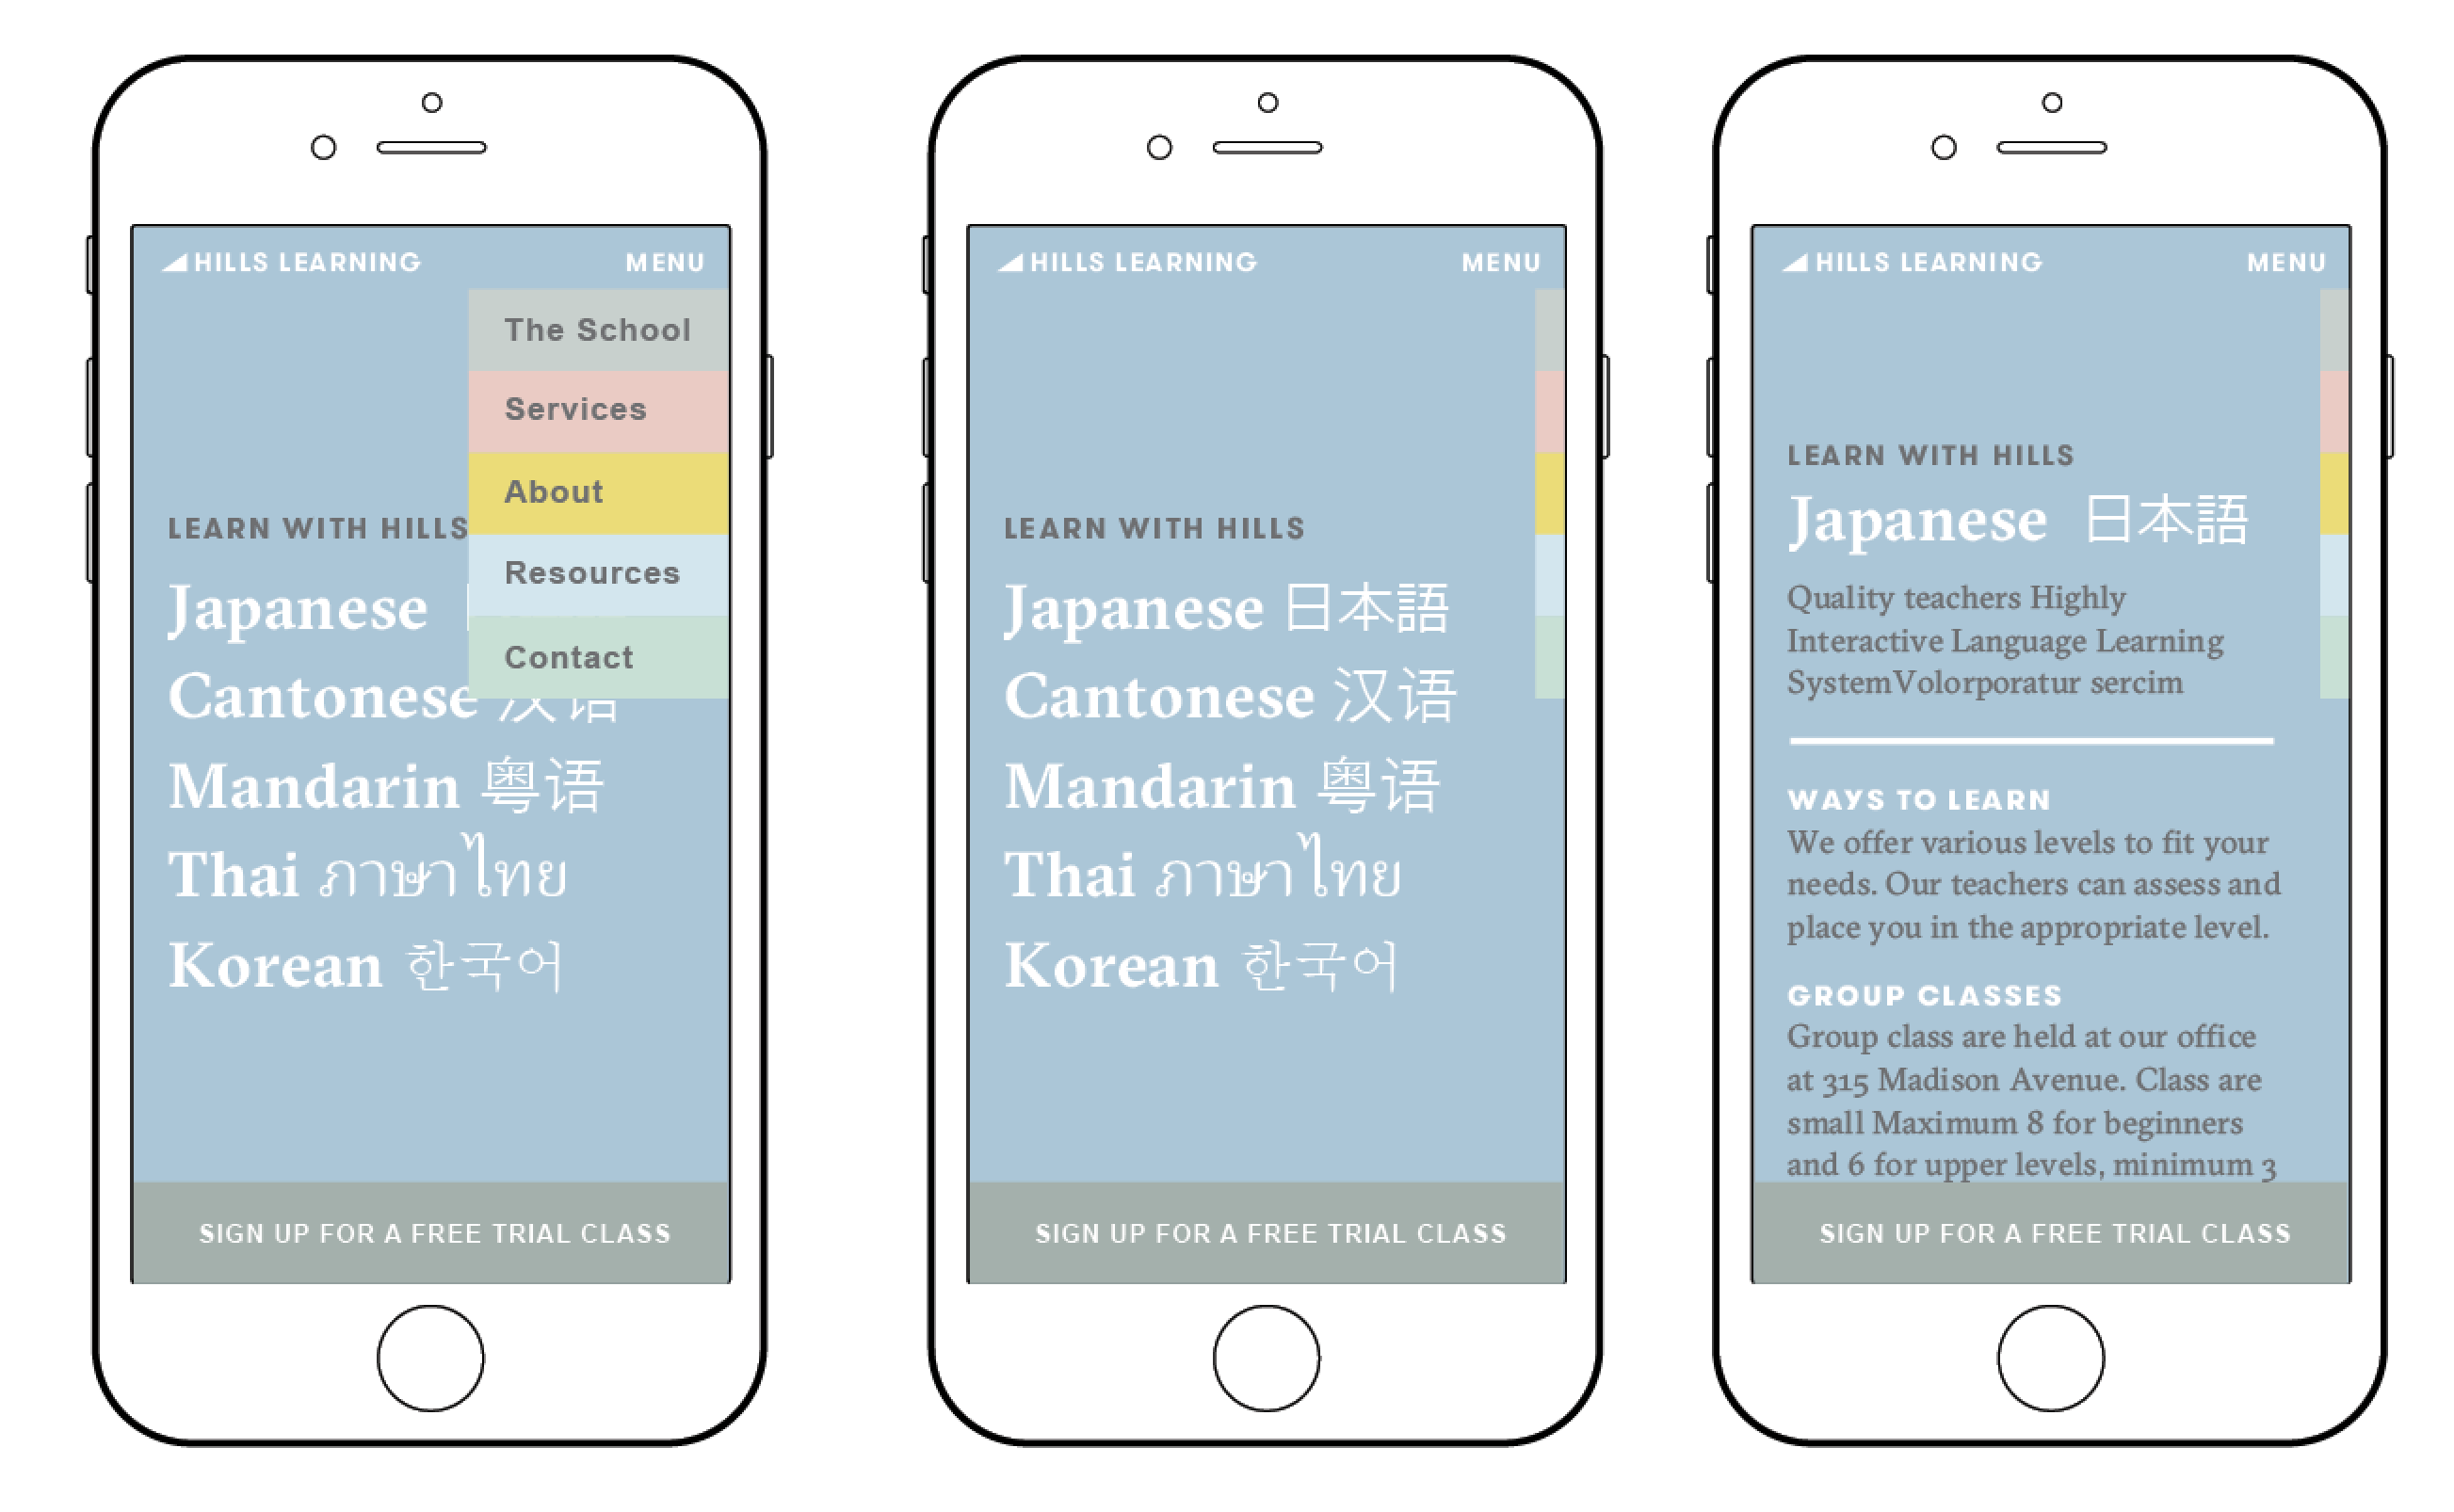 HILLS LEARNING MENU
The School
Services
About
LEARN WITH HILLS
Resources
Japanese
Contact
Cantonese 汉语
Mandarin 粤语
Thai ภาษาไทย
Korean 한국어
SIGN UP FOR A FREE TRIAL CLASS
HILLS LEARNING MENU
LEARN WITH HILLS
Japanese 日本語
Cantonese 汉语
Mandarin 粤语
Thai ภาษาไทย
Korean 한국어
SIGN UP FOR A FREE TRIAL CLASS
HILLS LEARNING MENU
LEARN WITH HILLS
Japanese 日本語
Quality teachers Highly
Interactive Language Learning
SystemVolorporatur sercim
WAYS TO LEARN
We offer various levels to fit your
needs. Our teachers can assess and
place you in the appropriate level.
GROUP CLASSES
Group class are held at our office
at 315 Madison Avenue. Class are
small Maximum 8 for beginners
and 6 for upper levels, minimum 3
SIGN UP FOR A FREE TRIAL CLASS